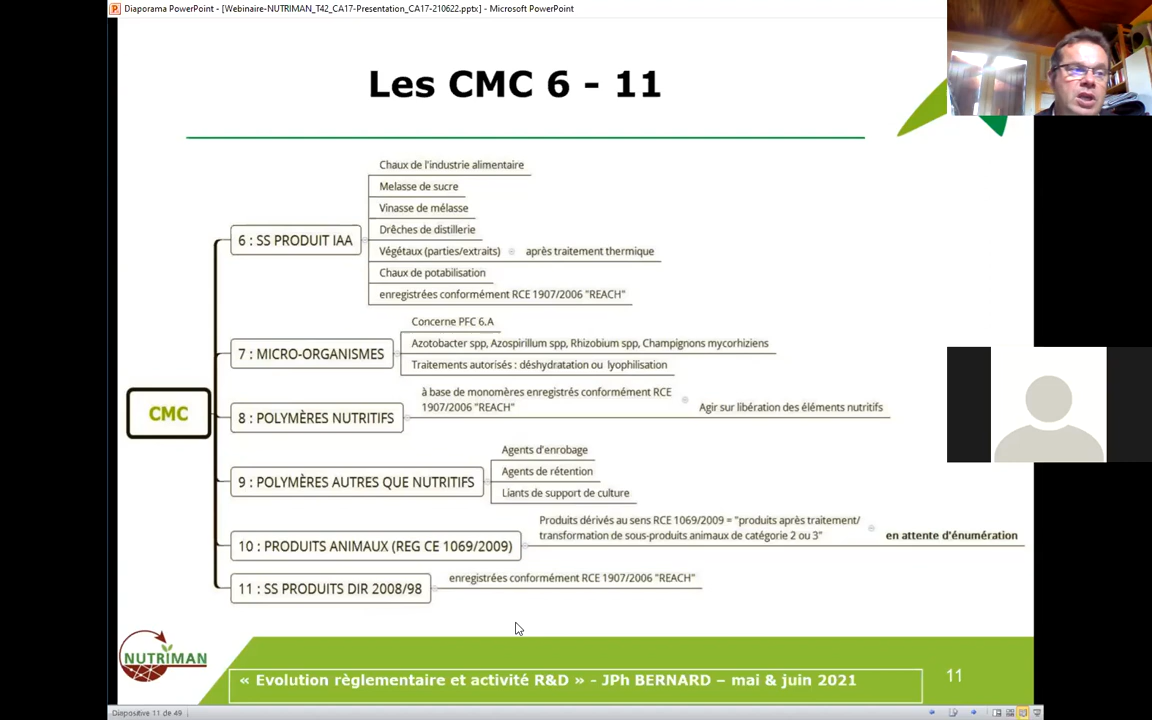 Diaporama PowerPoint - [Webinaire-NUTRIMAN_T42_CA17-Presentation_CA17-210622.pptx] - Microsoft PowerPoint
Les CMC 6 - 11
CMC
6 : SS PRODUIT IAA
Chaux de l'industrie alimentaire
Melasse de sucre
Vinasse de mélasse
Drêches de distillerie
Végétaux (parties/extraits) après traitement thermique
Chaux de potabilisation
enregistrées conformément RCE 1907/2006 "REACH"
7 : MICRO-ORGANISMES
Concerne PFC 6.A
Azotobacter spp, Azospirillum spp, Rhizobium spp, Champignons mycorhiziens
Traitements autorisés : déshydratation ou lyophilisation
8 : POLYMÈRES NUTRITIFS
à base de monomères enregistrés conformément RCE
1907/2006 "REACH"
Agir sur libération des éléments nutritifs
9 : POLYMÈRES AUTRES QUE NUTRITIFS
Agents d'enrobage
Agents de rétention
Liants de support de culture
10 : PRODUITS ANIMAUX (REG CE 1069/2009)
Produits dérivés au sens RCE 1069/2009 = "produits après traitement/
transformation de sous-produits animaux de catégorie 2 ou 3"
en attente d'énumération
11 : SS PRODUITS DIR 2008/98
enregistrées conformément RCE 1907/2006 "REACH"
NUTRIMAN
« Evolution règlementaire et activité R&D » - JPh BERNARD – mai & juin 2021
11
Diapositive 11 de 49